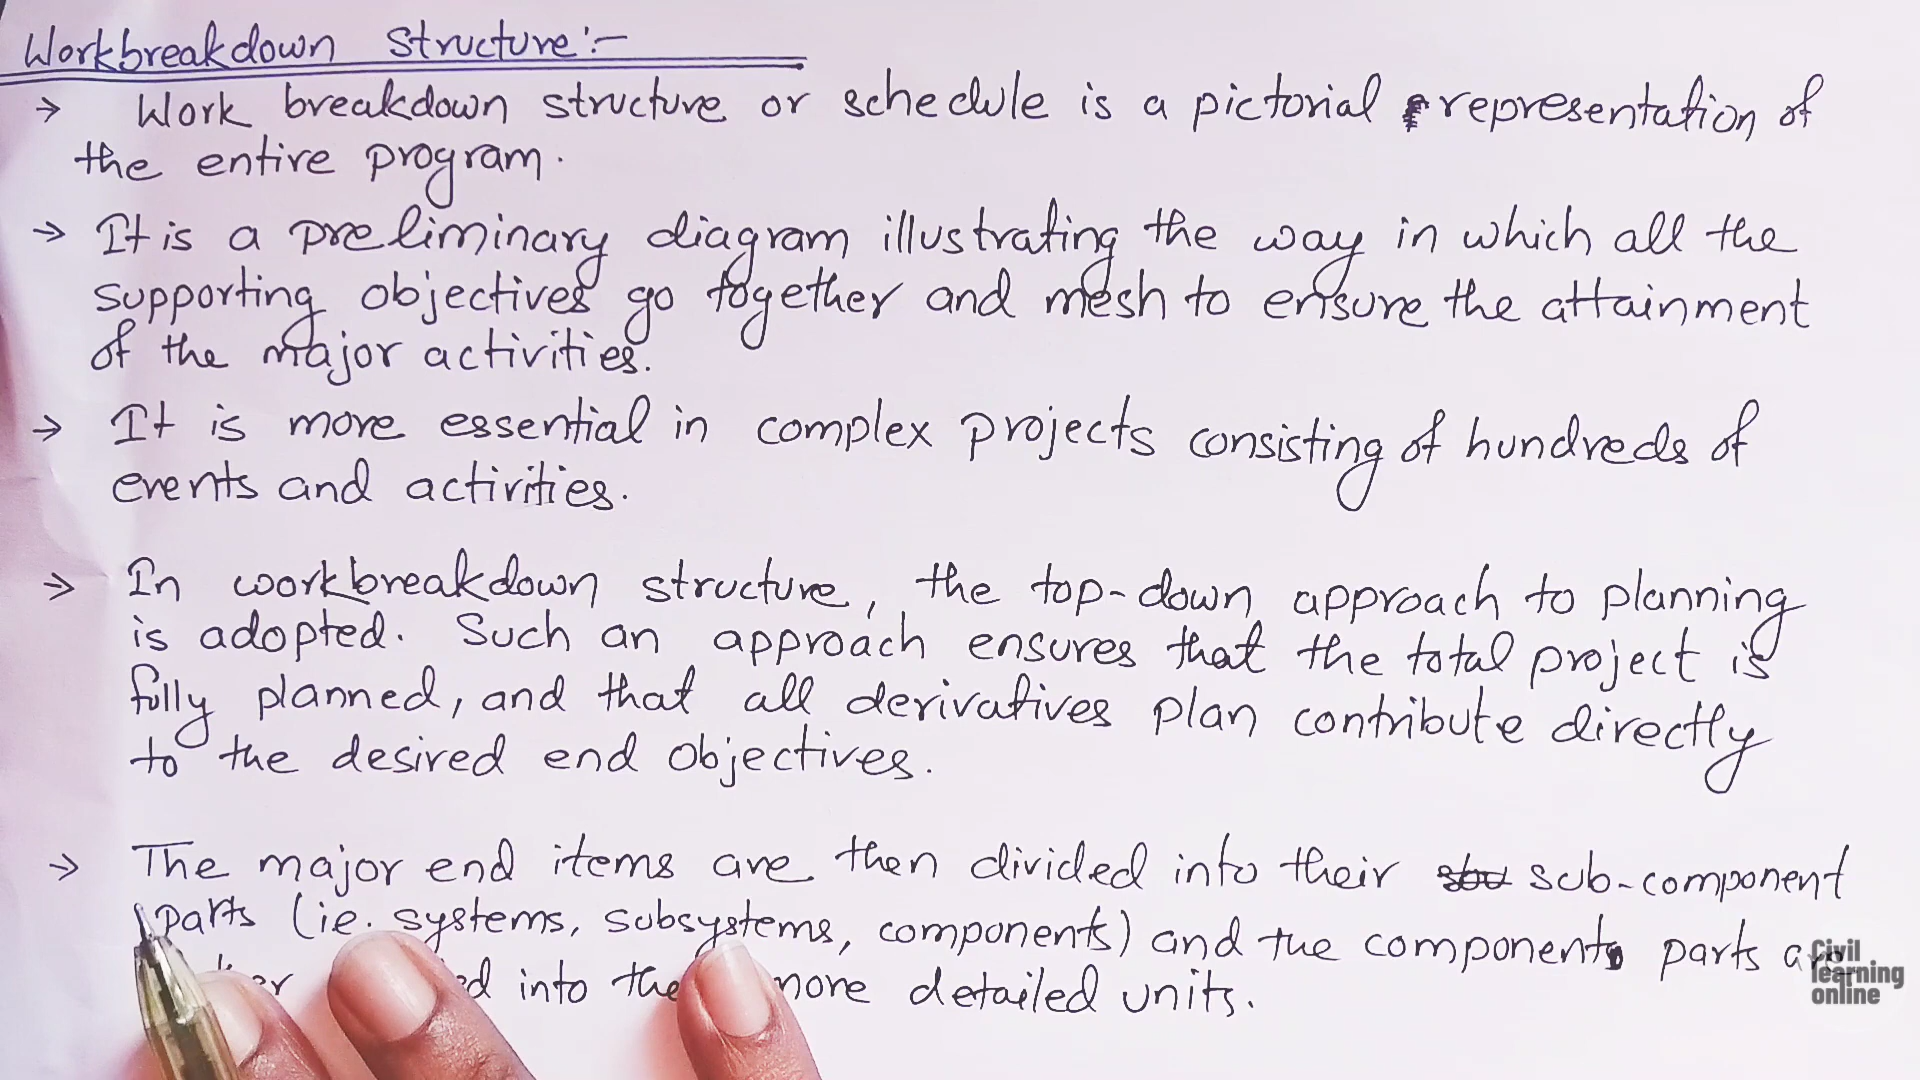 Workbreakdown Structure:-
→ Work breakdown structure or schedule is a pictorial representation of
the entire program.
→ It is a preliminary diagram illustrating the way in which all the
supporting objectives go together and mesh to ensure the attainment
of the major activities.
→ It is more essential in complex projects consisting of hundreds of
events and activities.
→ In workbreakdown structure, the top-down approach to planning
is adopted. Such an approach ensures that the total project is
fully planned, and that all derivatives plan contribute directly
to the desired end objectives.
→ The major end items are then divided into their sub-component
parts (ie. systems, subsystems, components) and the components parts
into more detailed units.
Civil
learning
online